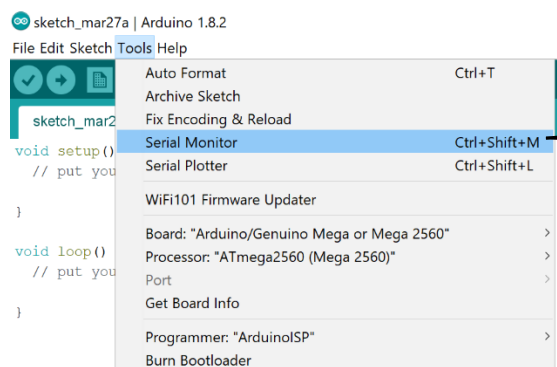 sketch_mar27a | Arduino 1.8.2
File Edit Sketch Tools Help
Auto Format Ctrl+T
Archive Sketch
Fix Encoding & Reload
sketch_mar2
Serial Monitor Ctrl+Shift+M
void setup()
Serial Plotter Ctrl+Shift+L
// put you
WiFi101 Firmware Updater
}
Board: "Arduino/Genuino Mega or Mega 2560"
void loop()
Processor: "ATmega2560 (Mega 2560)"
// put you
Port
Get Board Info
}
Programmer: "ArduinoISP"
Burn Bootloader